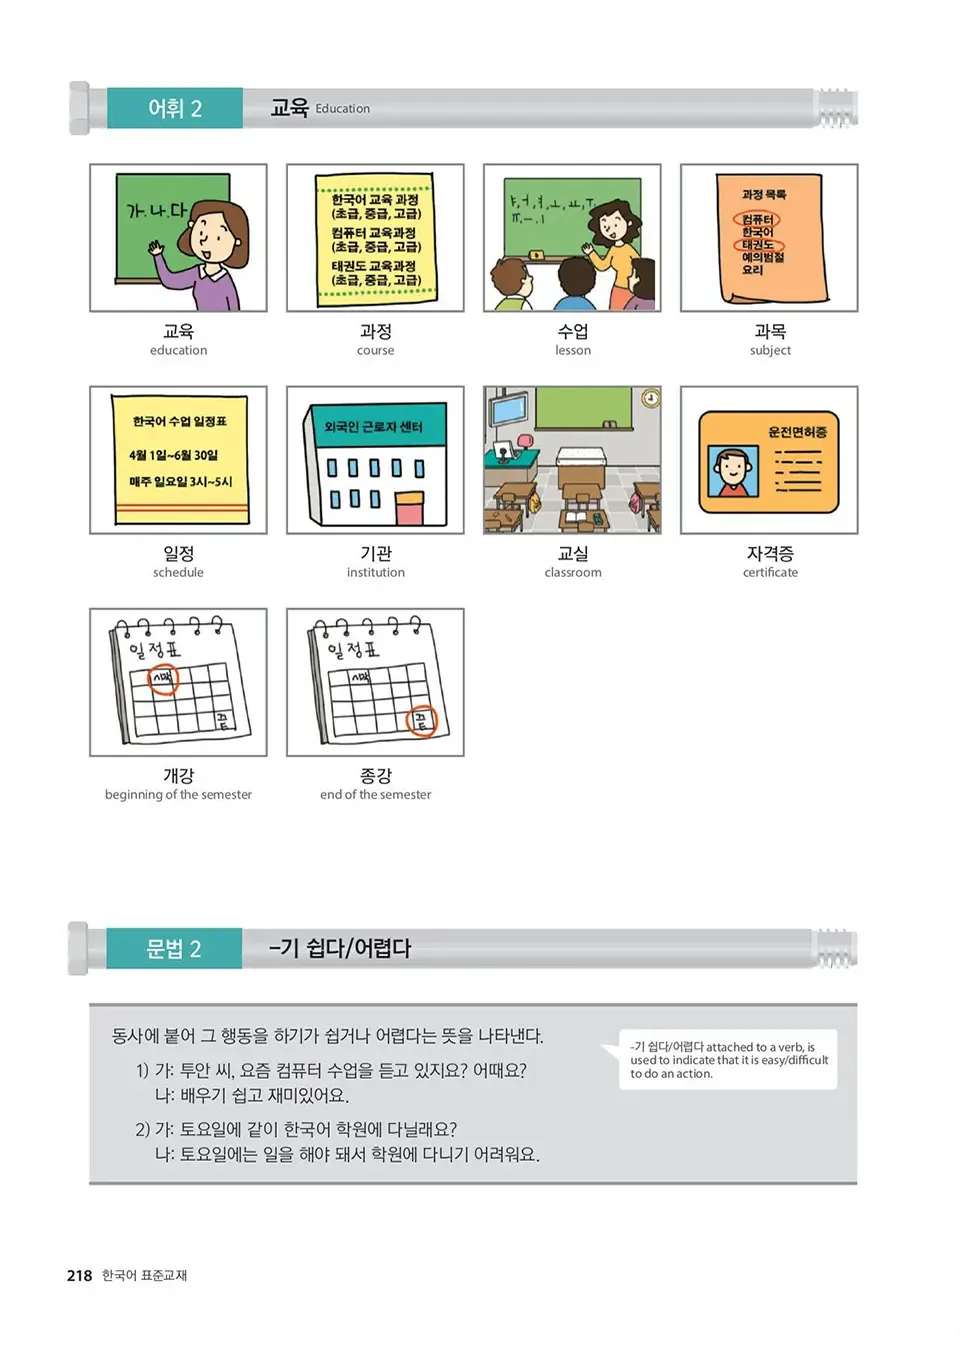 어휘 2
교육 Education
가.나.다
한국어 교육 과정
(초급, 중급, 고급)
컴퓨터 교육과정
(초급, 중급, 고급)
태권도 교육과정
(초급, 중급, 고급)
ㅑ,ㅓ,ㅕ,ㅗ,ㅛ,ㅜ,
ㅠ,ㅡ,ㅣ
과정 목록
컴퓨터
한국어
태권도
예의범절
요리
교육
education
과정
course
수업
lesson
과목
subject
한국어 수업 일정표
4월 1일~6월 30일
매주 일요일 3시~5시
외국인 근로자 센터
운전면허증
일정
schedule
기관
institution
교실
classroom
자격증
certificate
일정표
시작
종료
일정표
시작
종료
개강
beginning of the semester
종강
end of the semester
문법 2
-기 쉽다/어렵다
동사에 붙어 그 행동을 하기가 쉽거나 어렵다는 뜻을 나타낸다.
-기 쉽다/어렵다 attached to a verb, is
used to indicate that it is easy/difficult
to do an action.
1) 가: 투안 씨, 요즘 컴퓨터 수업을 듣고 있지요? 어때요?
나: 배우기 쉽고 재미있어요.
2) 가: 토요일에 같이 한국어 학원에 다닐래요?
나: 토요일에는 일을 해야 돼서 학원에 다니기 어려워요.
218 한국어 표준교재